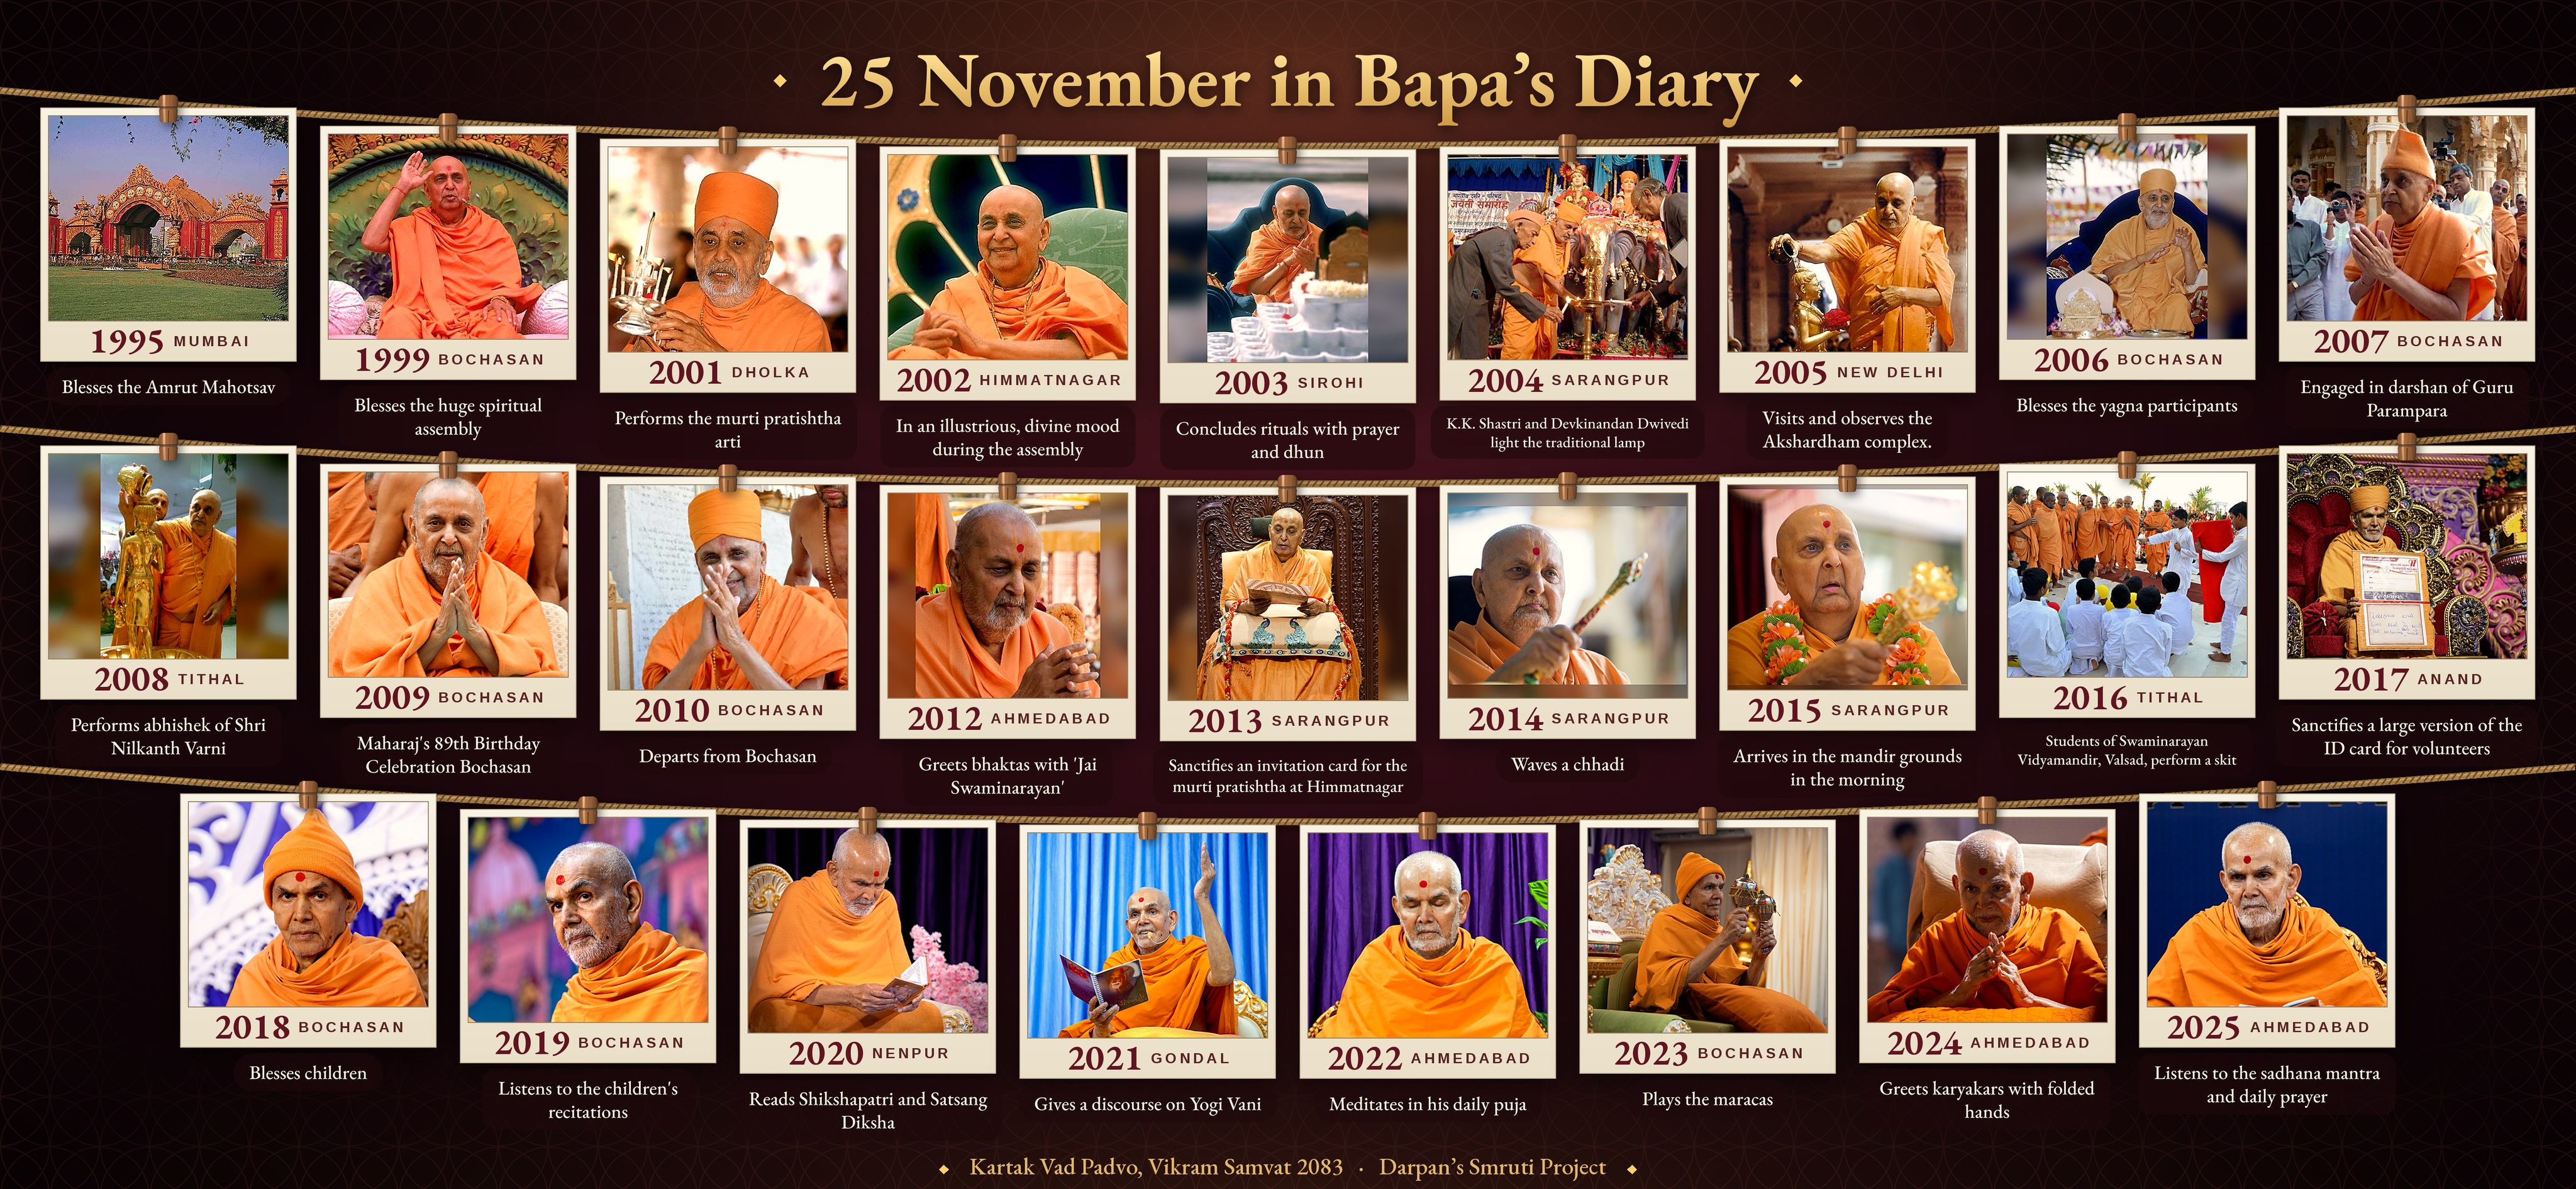 25 November in Bapa's Diary
1995 MUMBAI
Blesses the Amrut Mahotsav
1999 BOCHASAN
Blesses the huge spiritual
assembly
2001 DHOLKA
Performs the murti pratishtha
arti
2002 HIMMATNAGAR
In an illustrious, divine mood
during the assembly
2003 SIROHI
Concludes rituals with prayer
and dhun
जयंती समारोह
2004 SARANGPUR
K.K. Shastri and Devkinandan Dwivedi
light the traditional lamp
2005 NEW DELHI
Visits and observes the
Akshardham complex.
2006 BOCHASAN
Blesses the yagna participants
2007 BOCHASAN
Engaged in darshan of Guru
Parampara
2008 TITHAL
Performs abhishek of Shri
Nilkanth Varni
2009 BOCHASAN
Maharaj's 89th Birthday
Celebration Bochasan
2010 BOCHASAN
Departs from Bochasan
2012 AHMEDABAD
Greets bhaktas with 'Jai
Swaminarayan'
2013 SARANGPUR
Sanctifies an invitation card for the
murti pratishtha at Himmatnagar
2014 SARANGPUR
Waves a chhadi
2015 SARANGPUR
Arrives in the mandir grounds
in the morning
2016 TITHAL
Students of Swaminarayan
Vidyamandir, Valsad, perform a skit
2017 ANAND
Sanctifies a large version of the
ID card for volunteers
2018 BOCHASAN
Blesses children
2019 BOCHASAN
Listens to the children's
recitations
2020 NENPUR
Reads Shikshapatri and Satsang
Diksha
2021 GONDAL
Gives a discourse on Yogi Vani
2022 AHMEDABAD
Meditates in his daily puja
2023 BOCHASAN
Plays the maracas
2024 AHMEDABAD
Greets karyakars with folded
hands
2025 AHMEDABAD
Listens to the sadhana mantra
and daily prayer
Kartak Vad Padvo, Vikram Samvat 2083 · Darpan's Smruti Project